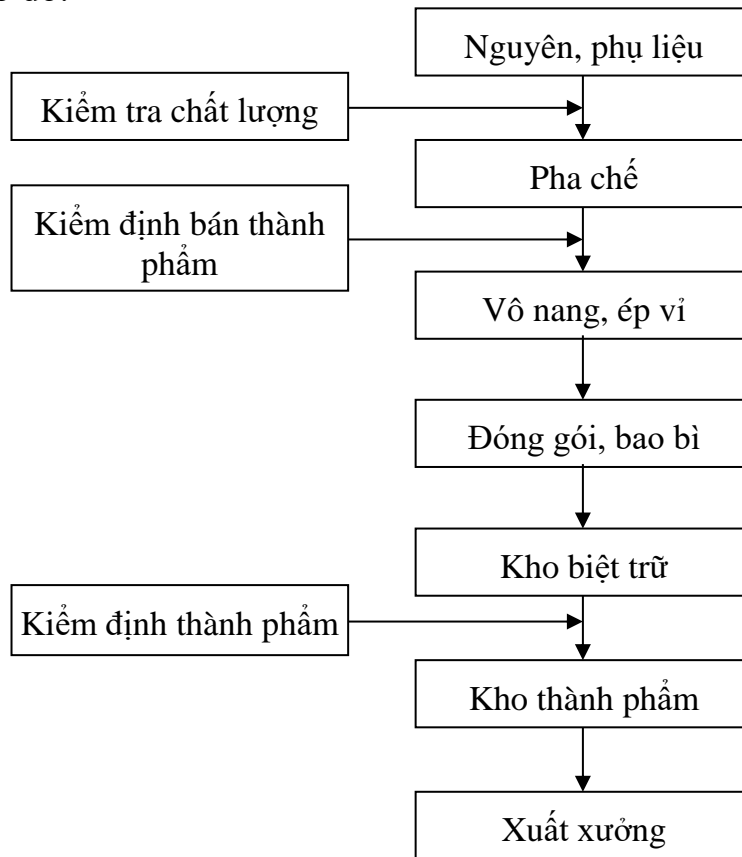 Nguyên, phụ liệu
Kiểm tra chất lượng
Pha chế
Kiểm định bán thành
phẩm
Vô nang, ép vỉ
Đóng gói, bao bì
Kho biệt trữ
Kiểm định thành phẩm
Kho thành phẩm
Xuất xưởng